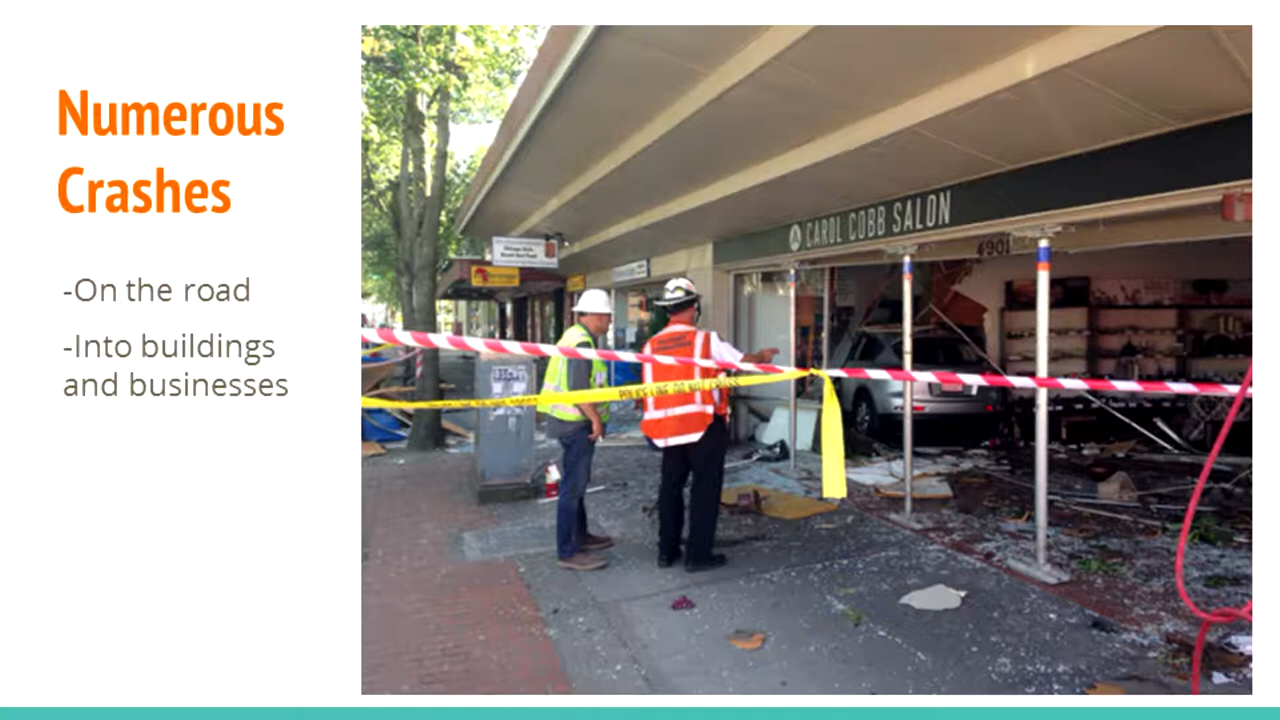 Numerous
Crashes
-On the road
-Into buildings
and businesses
CAROL COBB SALON
4901
POLICE LINE DO NOT CROSS